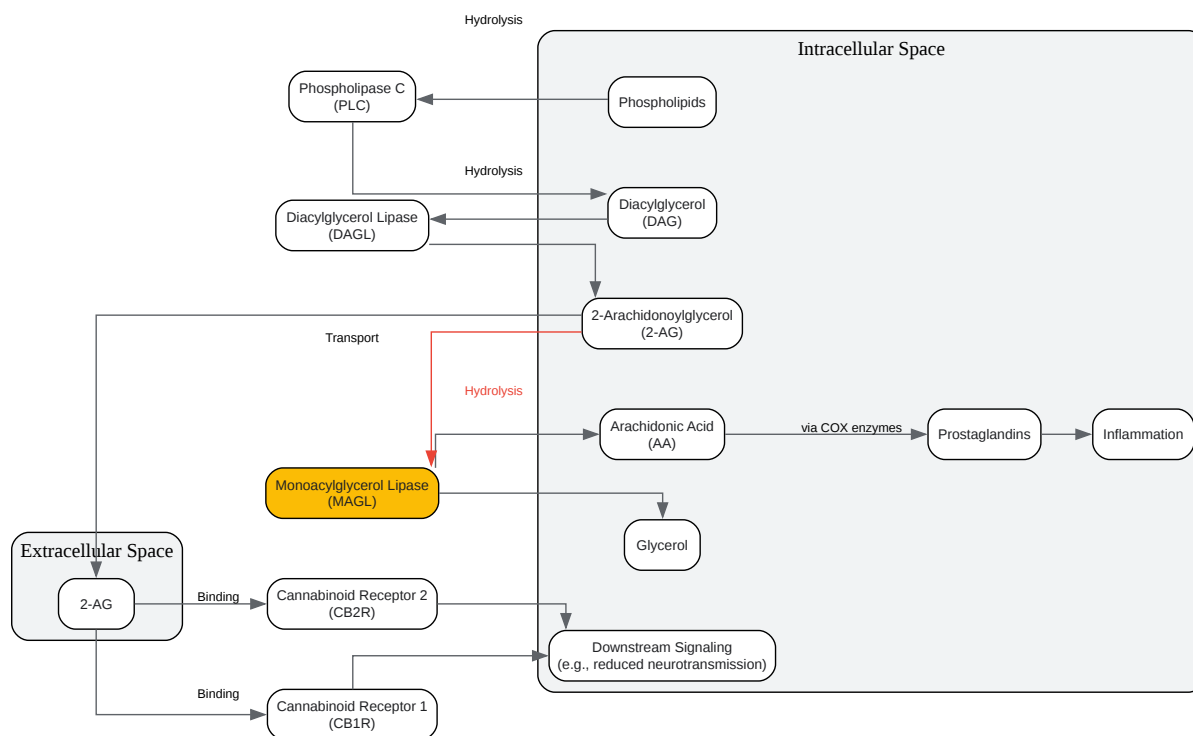 Hydrolysis
Intracellular Space
Phospholipase C
(PLC)
Phospholipids
Hydrolysis
Diacylglycerol Lipase
(DAGL)
Diacylglycerol
(DAG)
2-Arachidonoylglycerol
(2-AG)
Transport
Hydrolysis
Arachidonic Acid
(AA)
via COX enzymes
Prostaglandins
Inflammation
Monoacylglycerol Lipase
(MAGL)
Glycerol
Extracellular Space
2-AG
Binding
Cannabinoid Receptor 2
(CB2R)
Downstream Signaling
(e.g., reduced neurotransmission)
Binding
Cannabinoid Receptor 1
(CB1R)